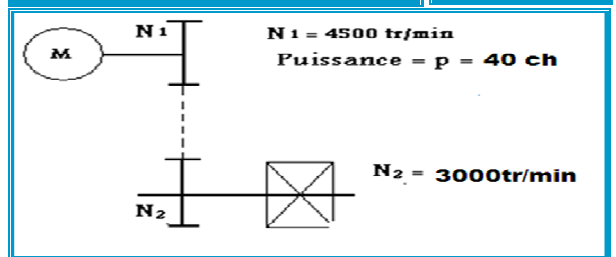 N1
N1 = 4500 tr/min
M
Puissance = p = 40 ch
N2 = 3000tr/min
N2